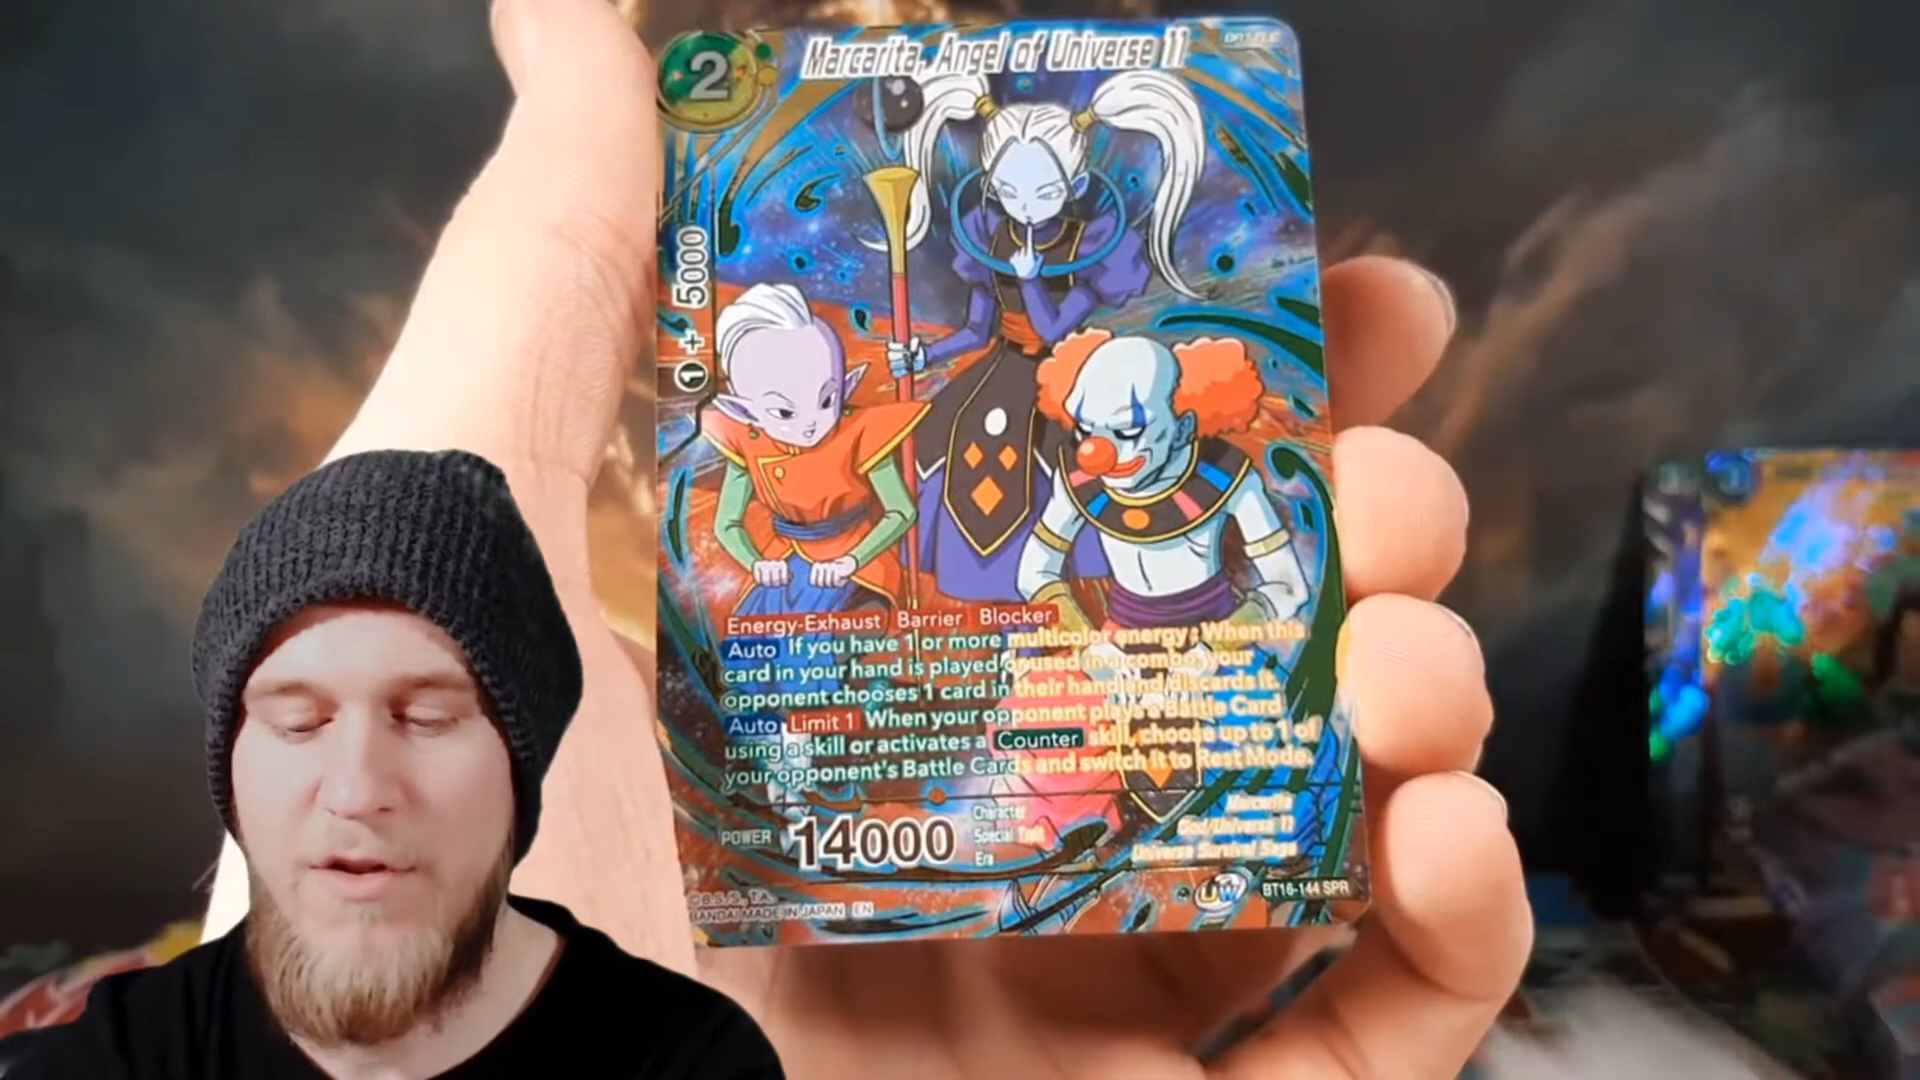 2
Marcarita, Angel of Universe 11
BATTLE
1 + 5000
Energy-Exhaust Barrier Blocker
Auto If you have 1 or more multicolor energy : When this
card in your hand is played or used in a combo, your
opponent chooses 1 card in their hand and discards it.
Auto Limit 1 When your opponent plays a Battle Card
using a skill or activates a Counter skill, choose up to 1 of
your opponent's Battle Cards and switch it to Rest Mode.
POWER 14000
Character Marcarita
Special Trait God/Universe 11
Era Universe Survival Saga
©B.S./S., T.A.
BANDAI MADE IN JAPAN EN
UW BT16-144 SPR